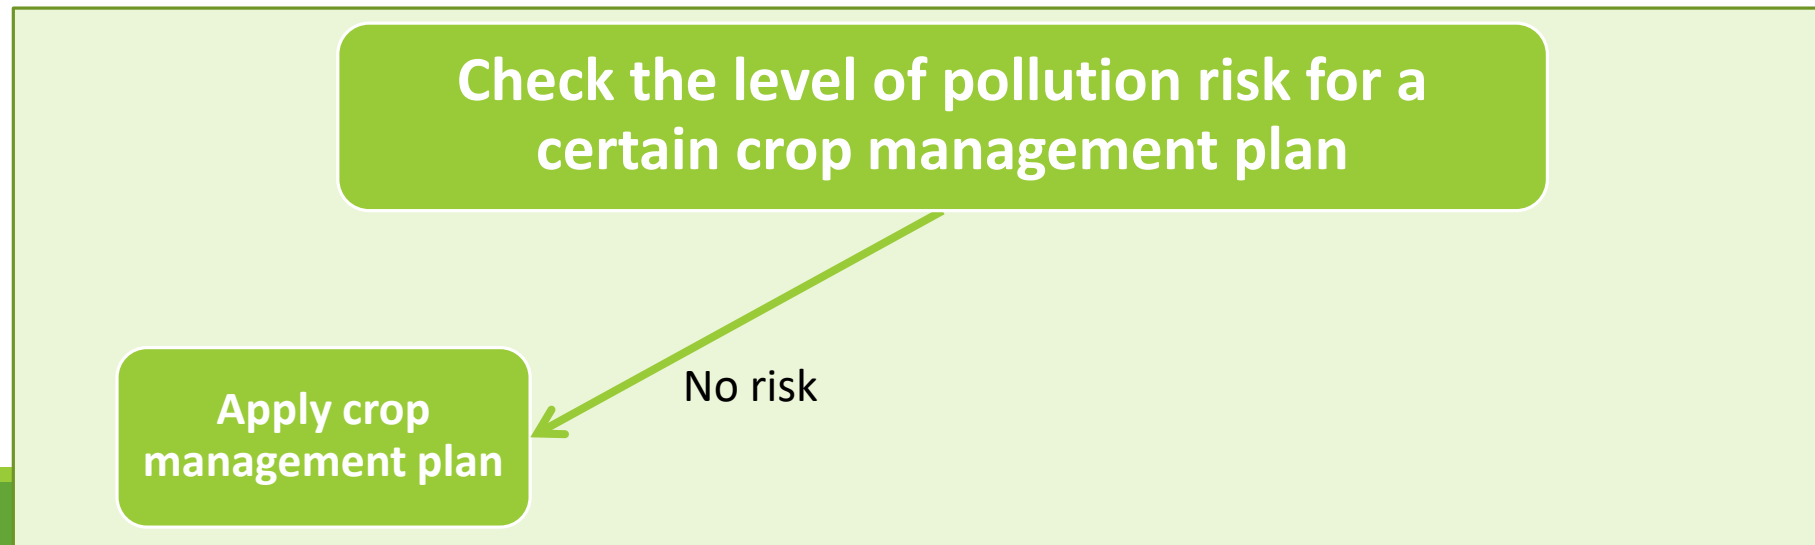 Check the level of pollution risk for a
certain crop management plan
No risk
Apply crop
management plan